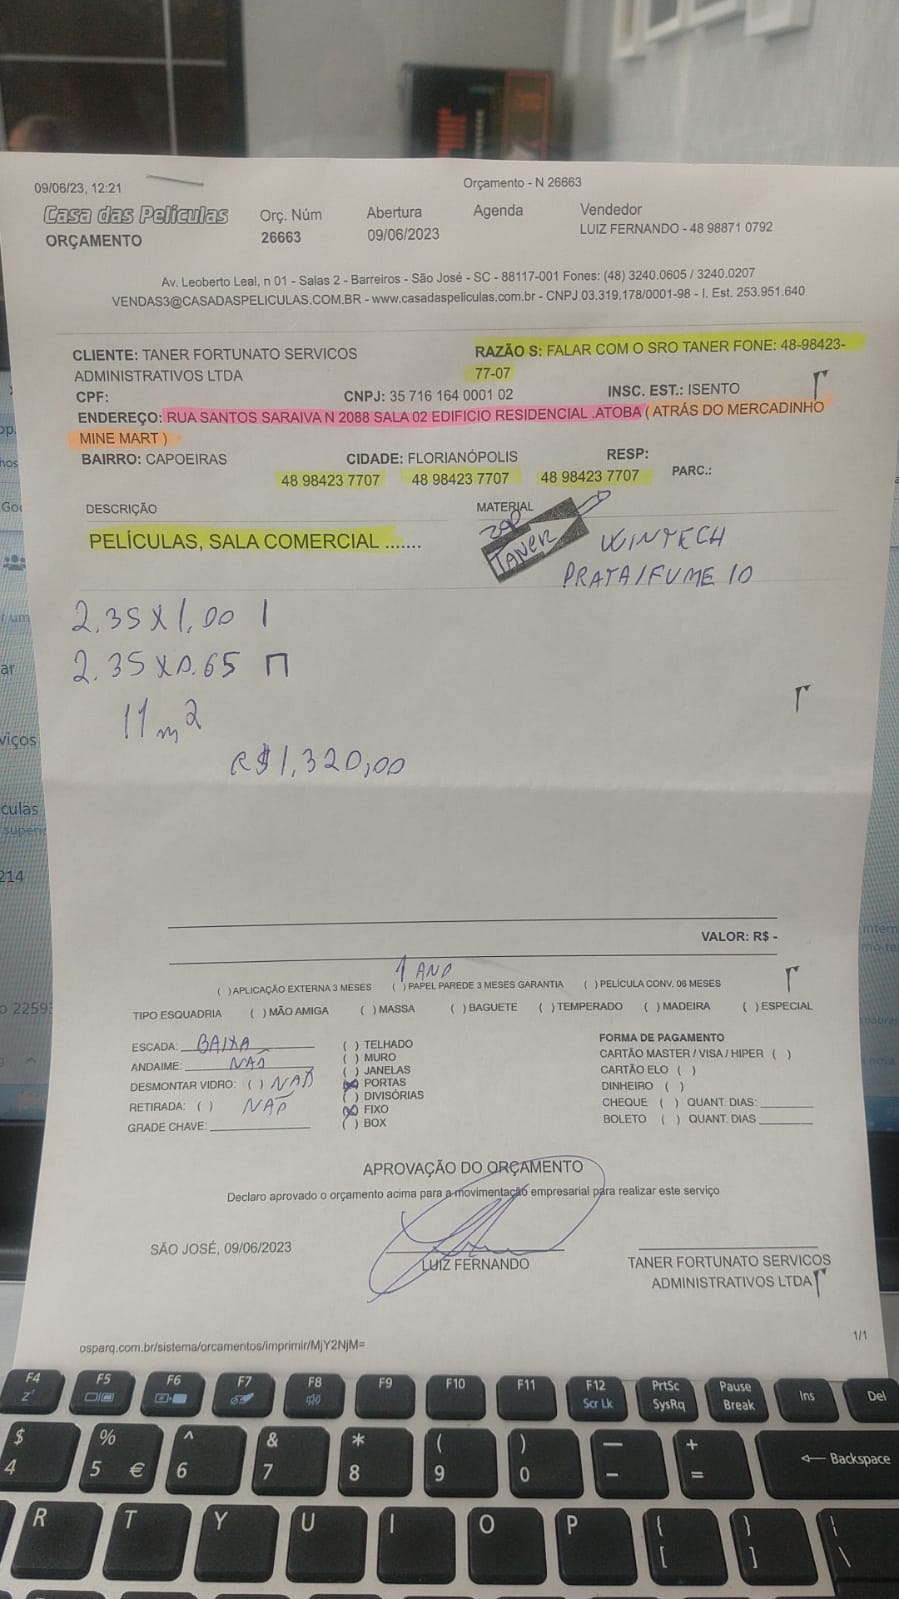 09/06/23, 12:21
Orçamento - N 26663
Casa das Películas
ORÇAMENTO
Orç. Núm
26663
Abertura
09/06/2023
Agenda
Vendedor
LUIZ FERNANDO - 48 98871 0792
Av. Leoberto Leal, n 01 - Salas 2 - Barreiros - São José - SC - 88117-001 Fones: (48) 3240.0605 / 3240.0207
VENDAS3@CASADASPELICULAS.COM.BR - www.casadaspeliculas.com.br - CNPJ 03.319.178/0001-98 - I. Est. 253.951.640
CLIENTE: TANER FORTUNATO SERVICOS
ADMINISTRATIVOS LTDA
RAZÃO S: FALAR COM O SRO TANER FONE: 48-98423-
77-07
CPF:
CNPJ: 35 716 164 0001 02
INSC. EST.: ISENTO
ENDEREÇO: RUA SANTOS SARAIVA N 2088 SALA 02 EDIFICIO RESIDENCIAL .ATOBA ( ATRÁS DO MERCADINHO
MINE MART )
BAIRRO: CAPOEIRAS
CIDADE: FLORIANÓPOLIS
RESP:
48 98423 7707 48 98423 7707 48 98423 7707
PARC.:
DESCRIÇÃO
MATERIAL
PELÍCULAS, SALA COMERCIAL .......
ZAP
TANER
WINTECH
PRATA/FUME 10
2.35 X 1,00 I
2.35 X 0.65 П
11 m2
R$1,320,00
VALOR: R$ -
1 ANO
( )APLICAÇÃO EXTERNA 3 MESES ( )PAPEL PAREDE 3 MESES GARANTIA ( )PELÍCULA CONV. 06 MESES
TIPO ESQUADRIA ( )MÃO AMIGA ( )MASSA ( )BAGUETE ( )TEMPERADO ( )MADEIRA ( )ESPECIAL
ESCADA: BAIXA
ANDAIME: NAÕ
DESMONTAR VIDRO: ( ) NAÕ
RETIRADA: ( ) NAÕ
GRADE CHAVE:
( ) TELHADO
( ) MURO
( ) JANELAS
(X) PORTAS
( ) DIVISÓRIAS
(X) FIXO
( ) BOX
FORMA DE PAGAMENTO
CARTÃO MASTER / VISA / HIPER ( )
CARTÃO ELO ( )
DINHEIRO ( )
CHEQUE ( ) QUANT. DIAS:
BOLETO ( ) QUANT. DIAS
APROVAÇÃO DO ORÇAMENTO
Declaro aprovado o orçamento acima para a movimentação empresarial para realizar este serviço
SÃO JOSÉ, 09/06/2023
LUIZ FERNANDO
TANER FORTUNATO SERVICOS
ADMINISTRATIVOS LTDA
osparq.com.br/sistema/orcamentos/imprimir/MjY2NjM=
1/1
F4 F5 F6 F7 F8 F9 F10 F11 F12 PrtSc Pause Ins Del
Scr Lk SysRq Break
$ % ^ & * ( ) — +
4 5 € 6 7 8 9 0 - = Backspace
R T Y U I O P { } |
[ ] \